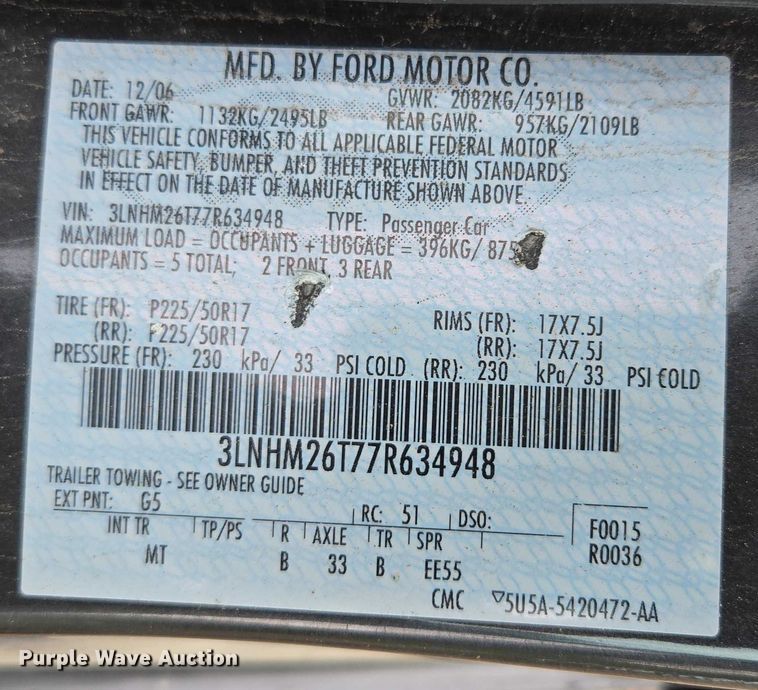 MFD. BY FORD MOTOR CO.
DATE: 12/06 GVWR: 2082KG/4591LB
FRONT GAWR: 1132KG/2495LB REAR GAWR: 957KG/2109LB
THIS VEHICLE CONFORMS TO ALL APPLICABLE FEDERAL MOTOR
VEHICLE SAFETY, BUMPER, AND THEFT PREVENTION STANDARDS
IN EFFECT ON THE DATE OF MANUFACTURE SHOWN ABOVE.
VIN: 3LNHM26T77R634948 TYPE: Passenger Car
MAXIMUM LOAD = OCCUPANTS + LUGGAGE = 396KG/ 875
OCCUPANTS = 5 TOTAL; 2 FRONT, 3 REAR
TIRE (FR): P225/50R17 RIMS (FR): 17X7.5J
(RR): P225/50R17 (RR): 17X7.5J
PRESSURE (FR): 230 kPa/ 33 PSI COLD (RR): 230 kPa/ 33 PSI COLD
3LNHM26T77R634948
TRAILER TOWING - SEE OWNER GUIDE
EXT PNT: G5 RC: 51 DSO: F0015
INT TR TP/PS R AXLE TR SPR R0036
MT B 33 B EE55
CMC 5U5A-5420472-AA
Purple Wave Auction